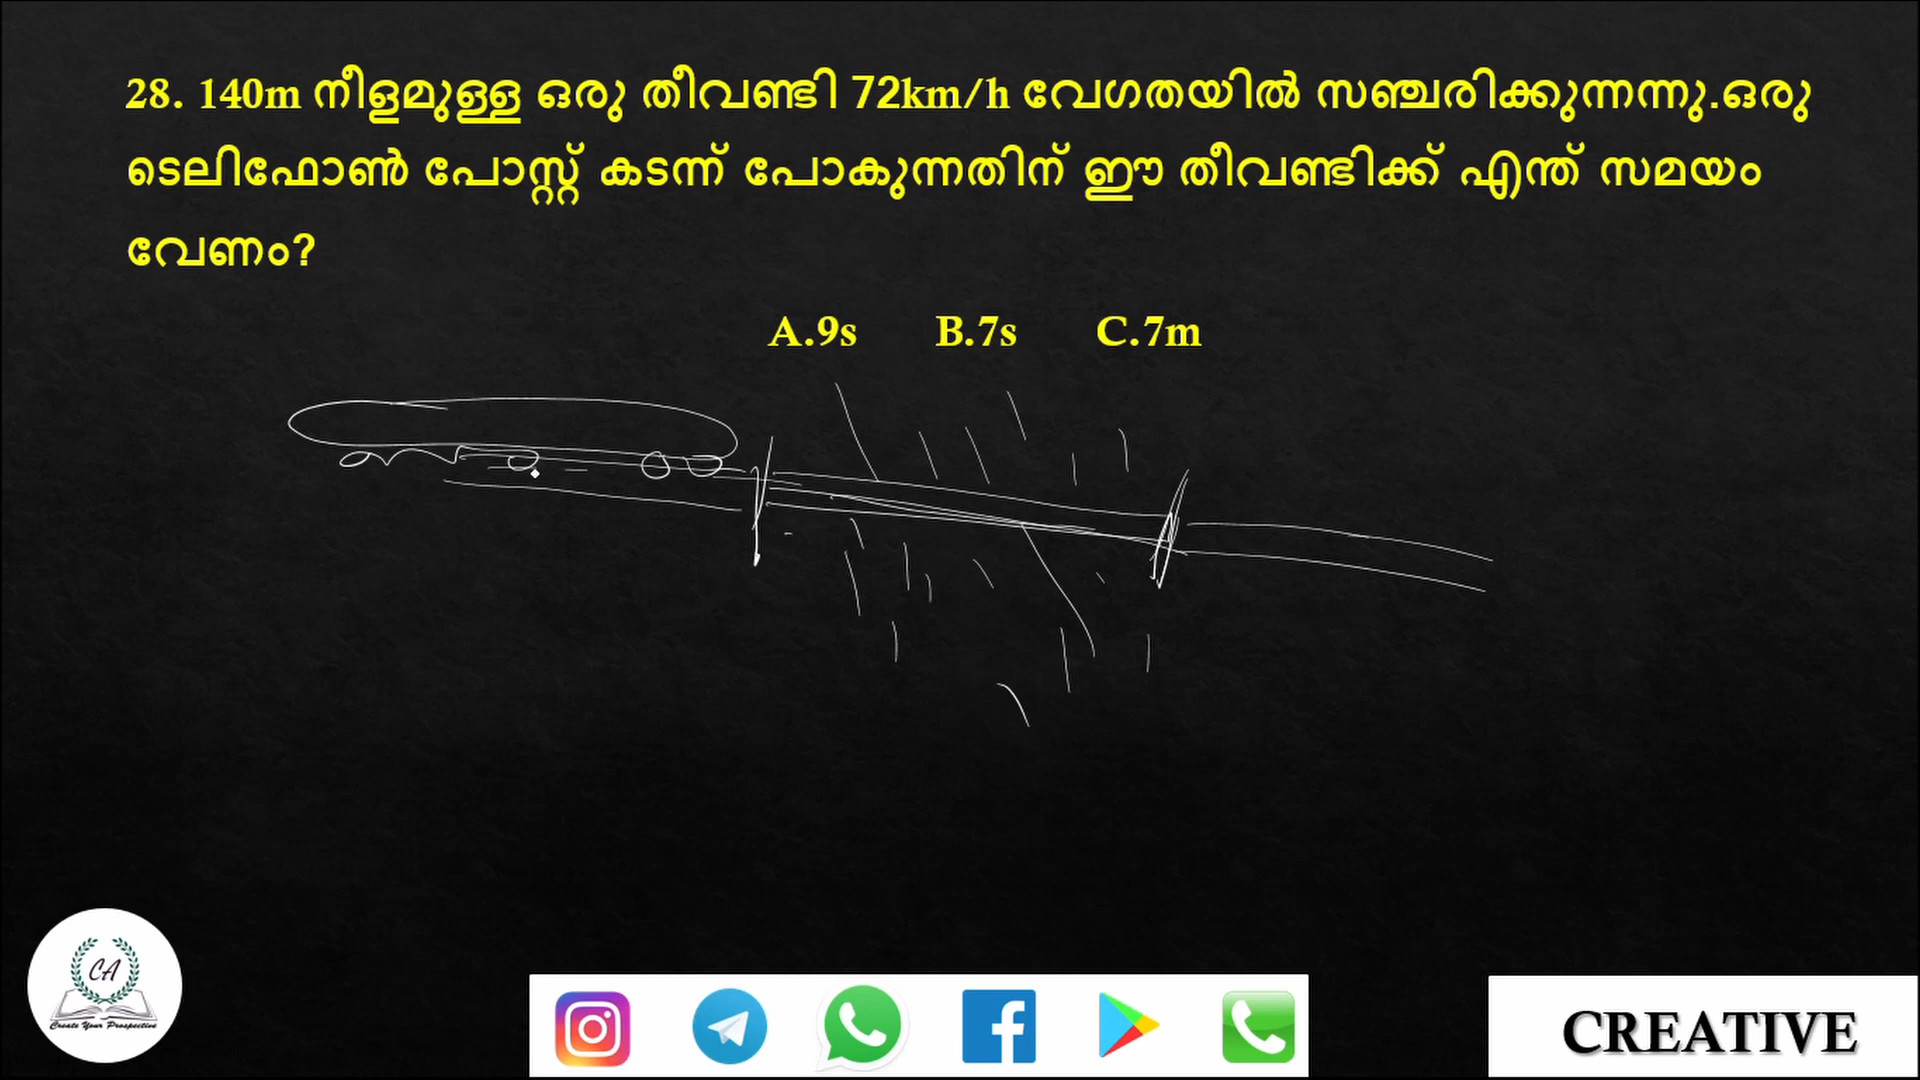 28. 140m നീളമുള്ള ഒരു തീവണ്ടി 72km/h വേഗതയിൽ സഞ്ചരിക്കുന്നന്നു.ഒരു
ടെലിഫോൺ പോസ്റ്റ് കടന്ന് പോകുന്നതിന് ഈ തീവണ്ടിക്ക് എന്ത് സമയം
വേണം?
A.9s B.7s C.7m
CA
Create Your Prospective
CREATIVE